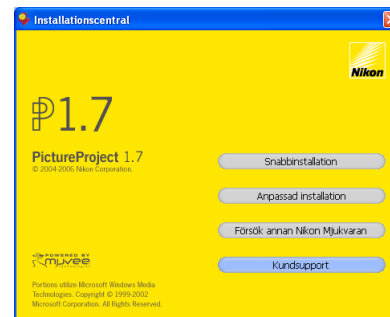 Installationscentral
Nikon
P1.7
PictureProject 1.7
© 2004-2006 Nikon Corporation.
Snabbinstallation
Anpassad installation
Försök annan Nikon Mjukvaran
Kundsupport
POWERED BY
muvee
Portions utilize Microsoft Windows Media
Technologies. Copyright © 1999-2002
Microsoft Corporation. All Rights Reserved.